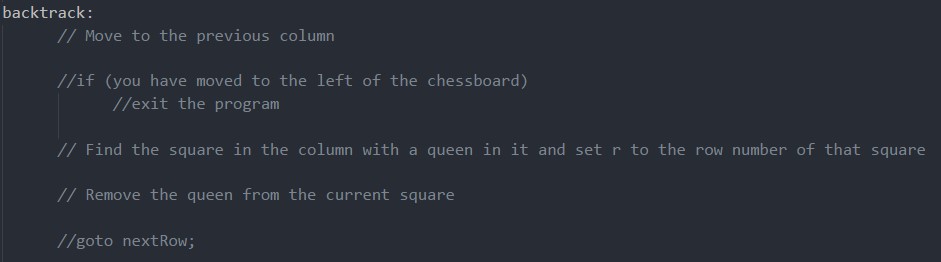 backtrack:
// Move to the previous column
//if (you have moved to the left of the chessboard)
//exit the program
// Find the square in the column with a queen in it and set r to the row number of that square
// Remove the queen from the current square
//goto nextRow;